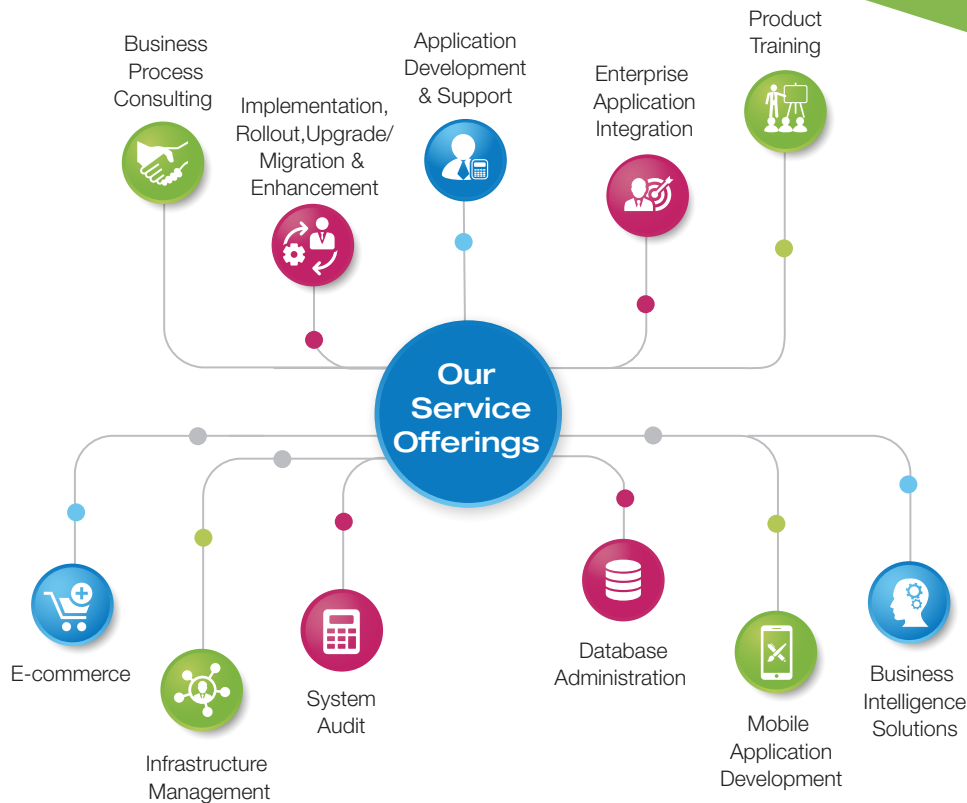 Business
Process
Consulting
Implementation,
Rollout,Upgrade/
Migration &
Enhancement
Application
Development
& Support
Enterprise
Application
Integration
Product
Training
Our
Service
Offerings
E-commerce
Infrastructure
Management
System
Audit
Database
Administration
Mobile
Application
Development
Business
Intelligence
Solutions